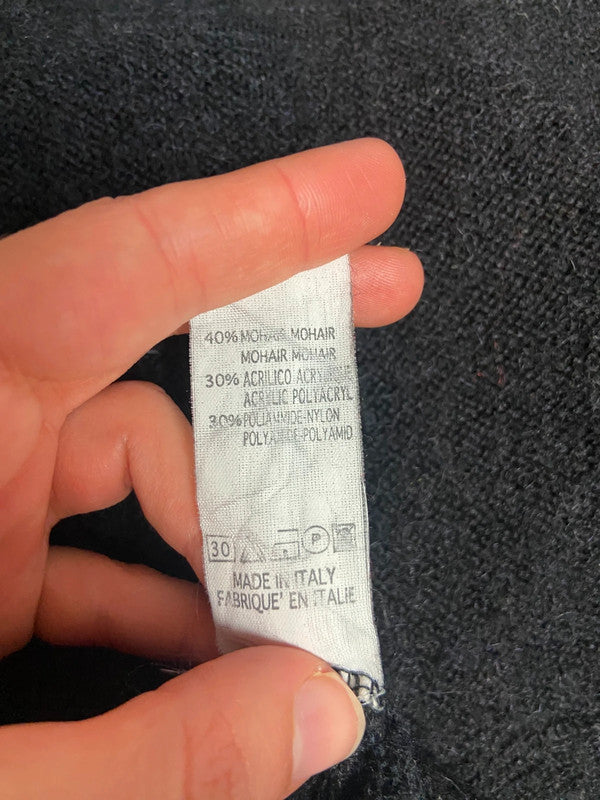 40% MOHAIR MOHAIR
MOHAIR MOHAIR
30% ACRILICO
ACRYLIC POLYACRYL
30% POLIAMMIDE-NYLON
POLYAMIDE-POLYAMID
30 P
MADE IN ITALY
FABRIQUE' EN ITALIE